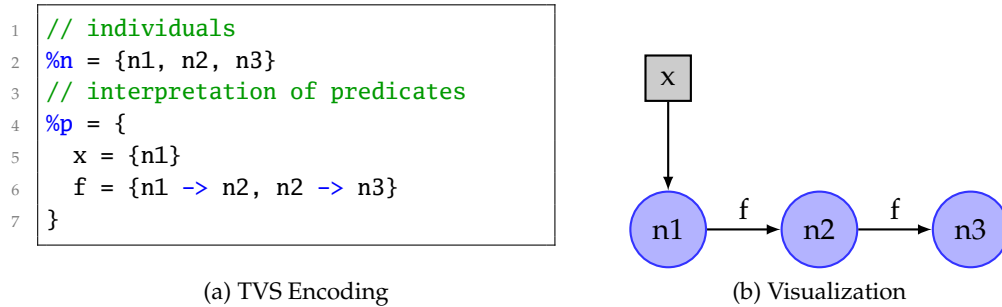 1 // individuals
2 %n = {n1, n2, n3}
3 // interpretation of predicates
4 %p = {
5 x = {n1}
6 f = {n1 -> n2, n2 -> n3}
7 }
(a) TVS Encoding
x
f f
n1 n2 n3
(b) Visualization